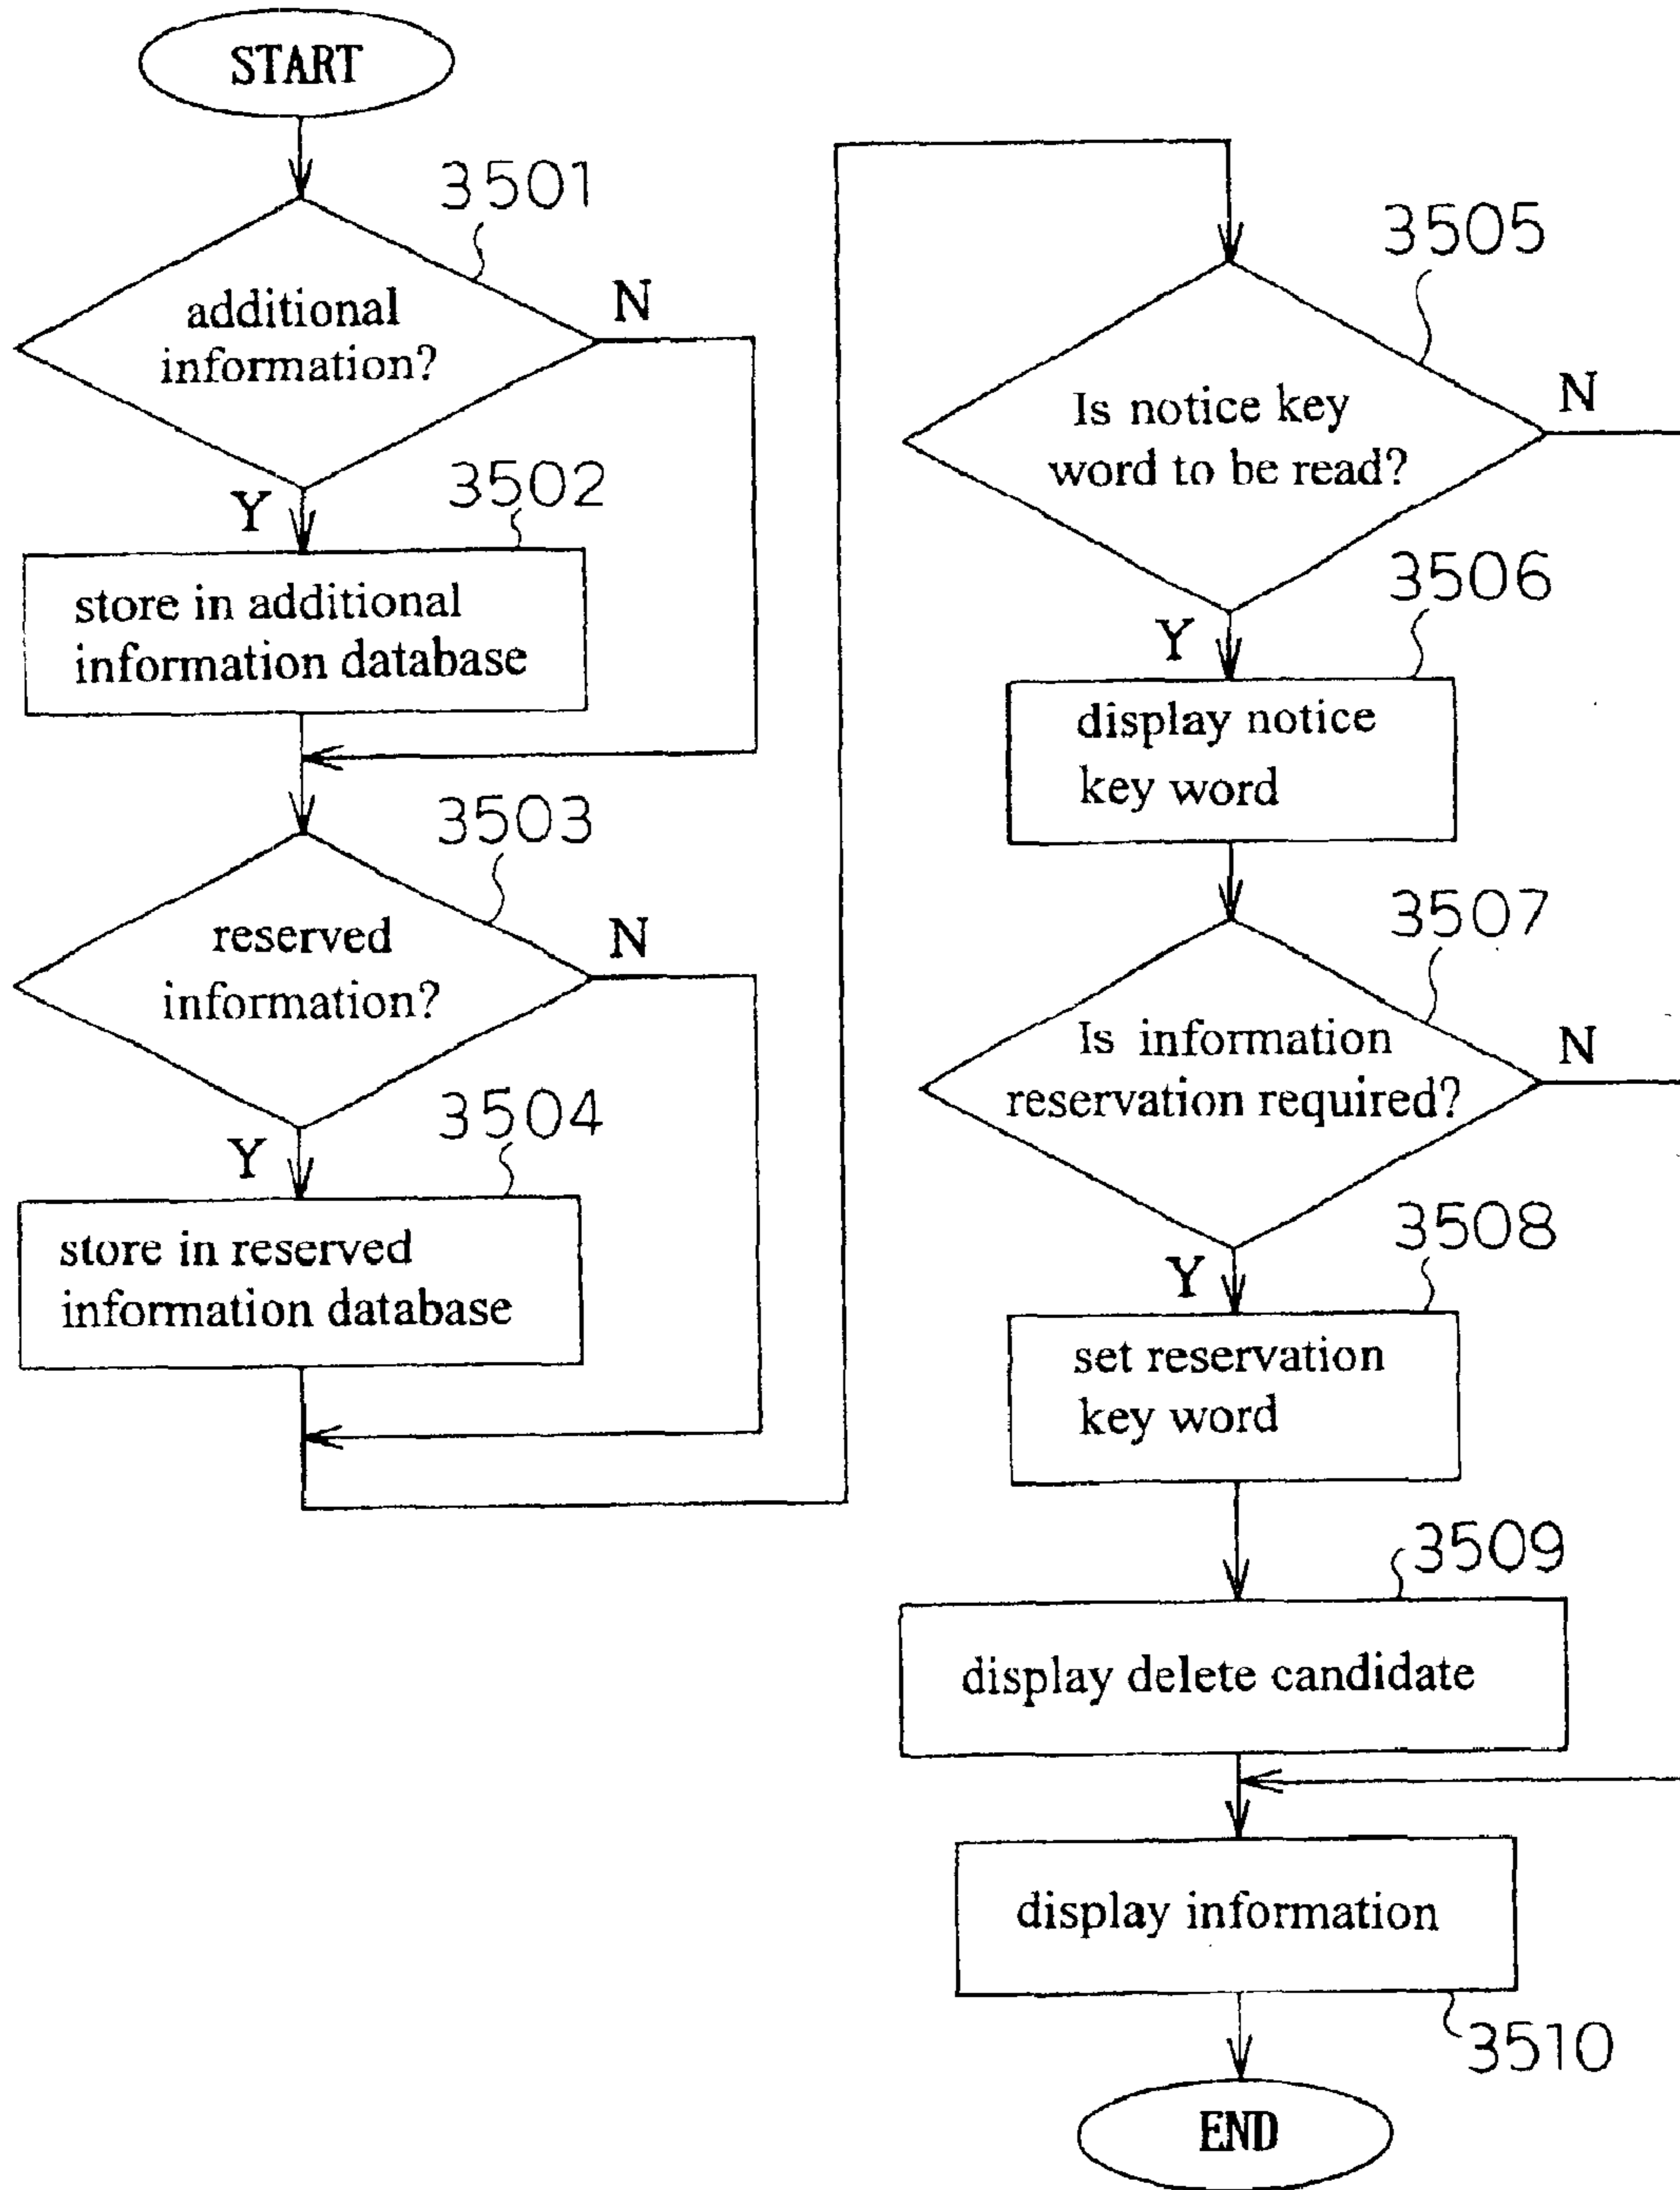 START
3501
additional
information?
N
Y
3502
store in additional
information database
3503
reserved
information?
N
Y
3504
store in reserved
information database
3505
Is notice key
word to be read?
N
Y
3506
display notice
key word
3507
Is information
reservation required?
N
Y
3508
set reservation
key word
3509
display delete candidate
display information
3510
END